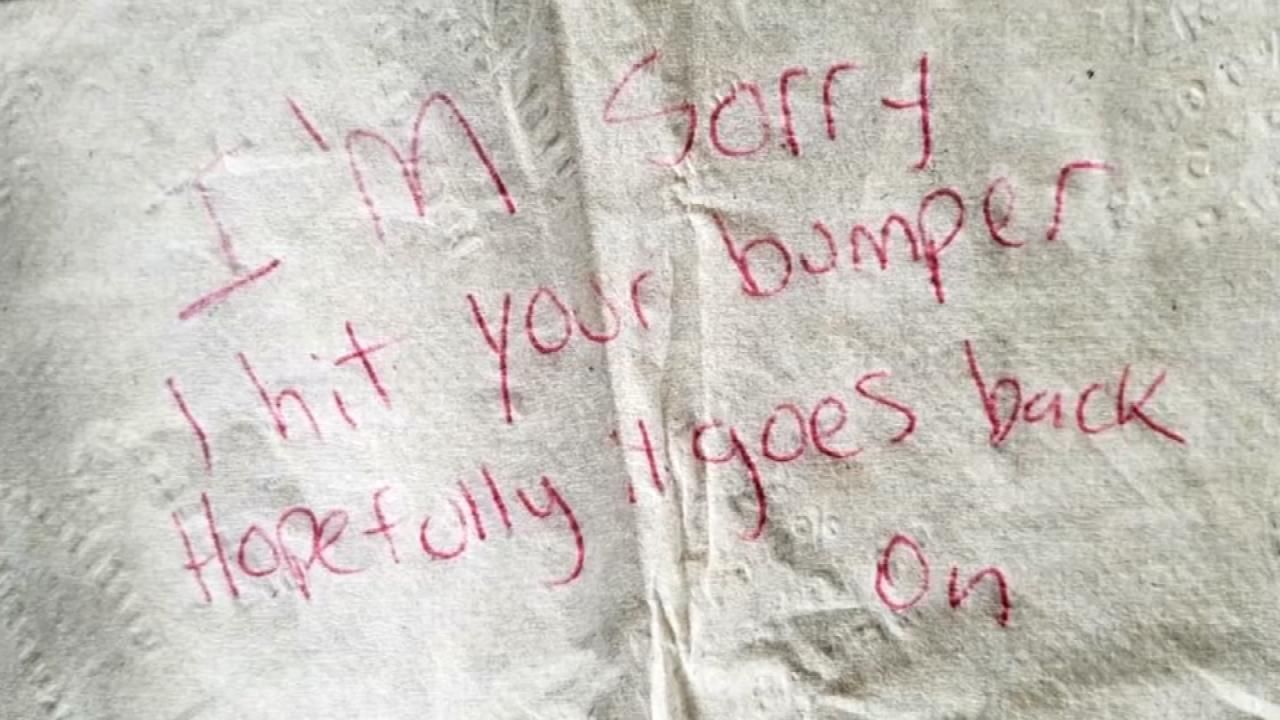 I'm Sorry
I hit your bumper
Hopefully it goes back
On